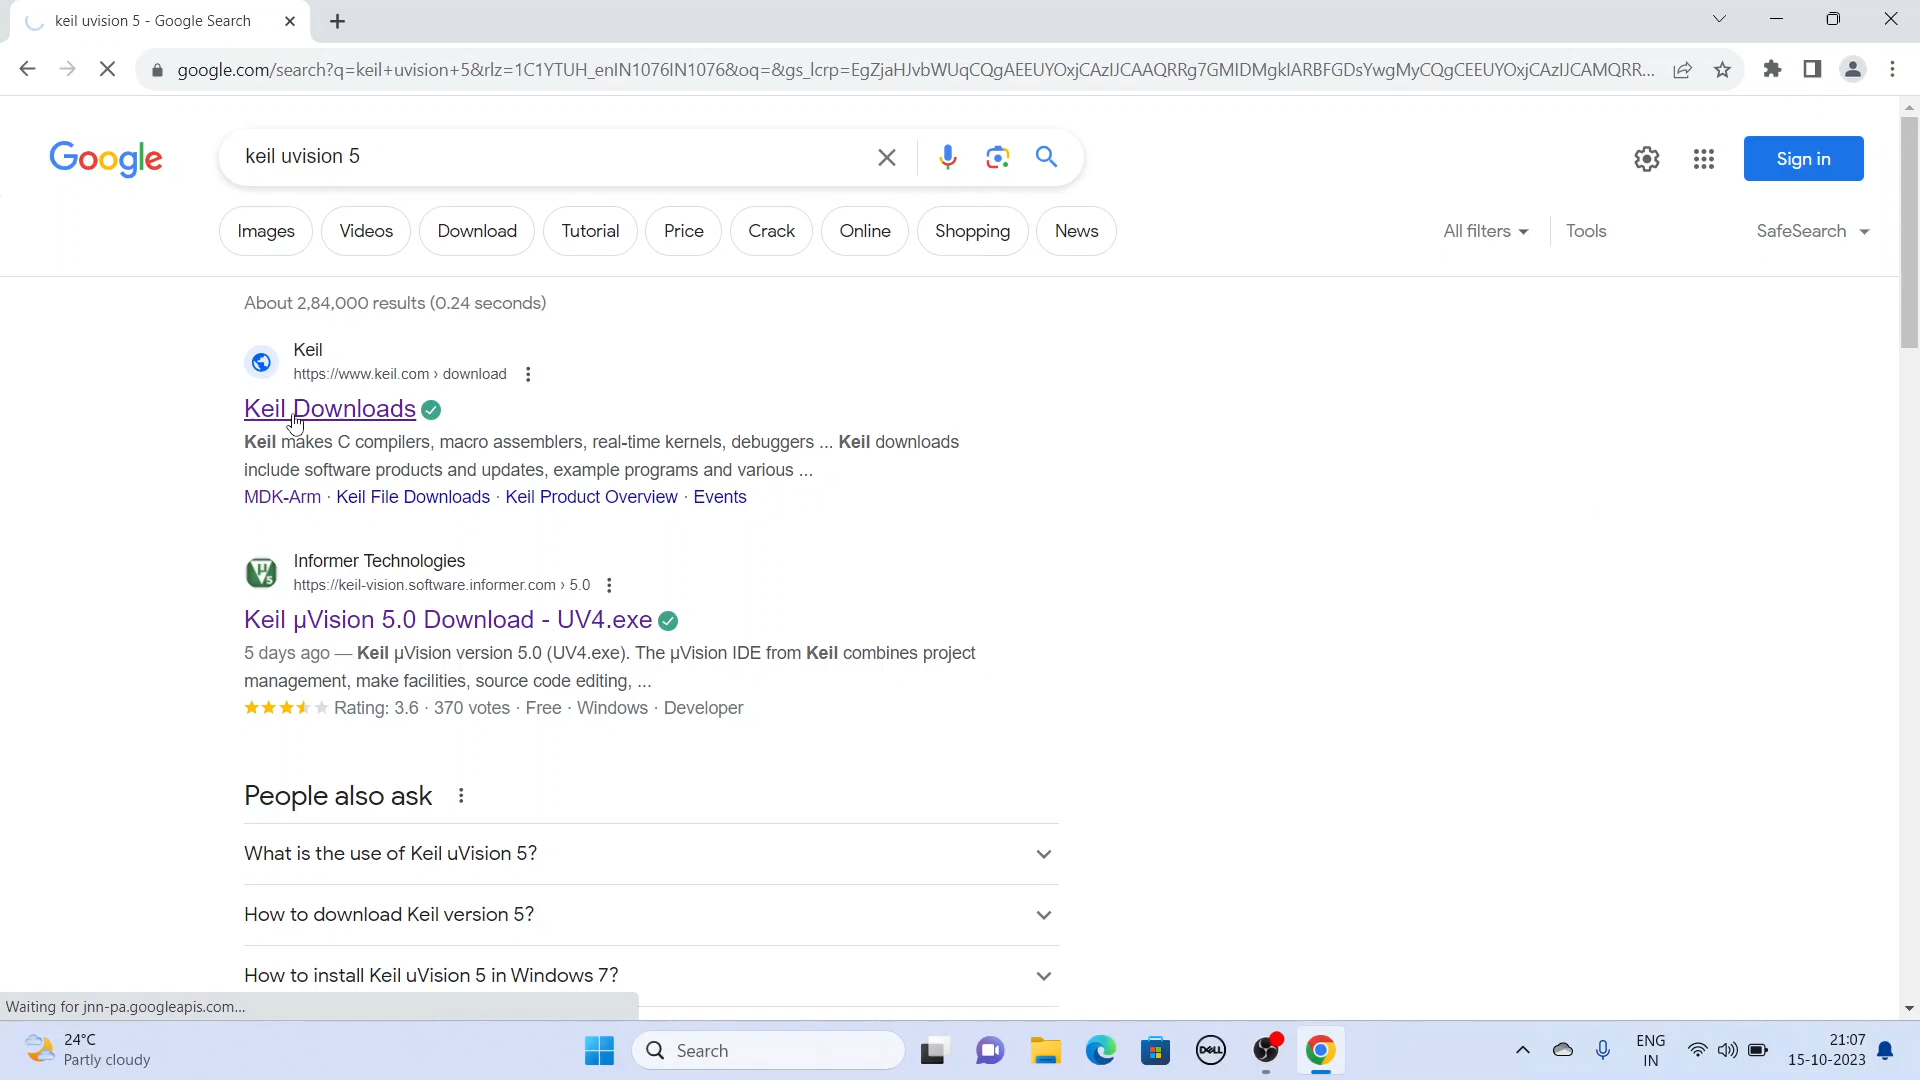 keil uvision 5 - Google Search
google.com/search?q=keil+uvision+5&rlz=1C1YTUH_enIN1076IN1076&oq=&gs_lcrp=EgZjaHJvbWUqCQgAEEUYOxjCAzIJCAAQRRg7GMIDMgkIARBFGDsYwgMyCQgCEEUYOxjCAzIJCAMQRR...
Google
keil uvision 5
Sign in
Images
Videos
Download
Tutorial
Price
Crack
Online
Shopping
News
All filters
Tools
SafeSearch
About 2,84,000 results (0.24 seconds)
Keil
https://www.keil.com › download
Keil Downloads
Keil makes C compilers, macro assemblers, real-time kernels, debuggers ... Keil downloads
include software products and updates, example programs and various ...
MDK-Arm · Keil File Downloads · Keil Product Overview · Events
Informer Technologies
https://keil-vision.software.informer.com › 5.0
Keil µVision 5.0 Download - UV4.exe
5 days ago — Keil µVision version 5.0 (UV4.exe). The µVision IDE from Keil combines project
management, make facilities, source code editing, ...
Rating: 3.6 · 370 votes · Free · Windows · Developer
People also ask
What is the use of Keil uVision 5?
How to download Keil version 5?
How to install Keil uVision 5 in Windows 7?
Waiting for jnn-pa.googleapis.com...
24°C
Partly cloudy
Search
DELL
ENG
IN
21:07
15-10-2023